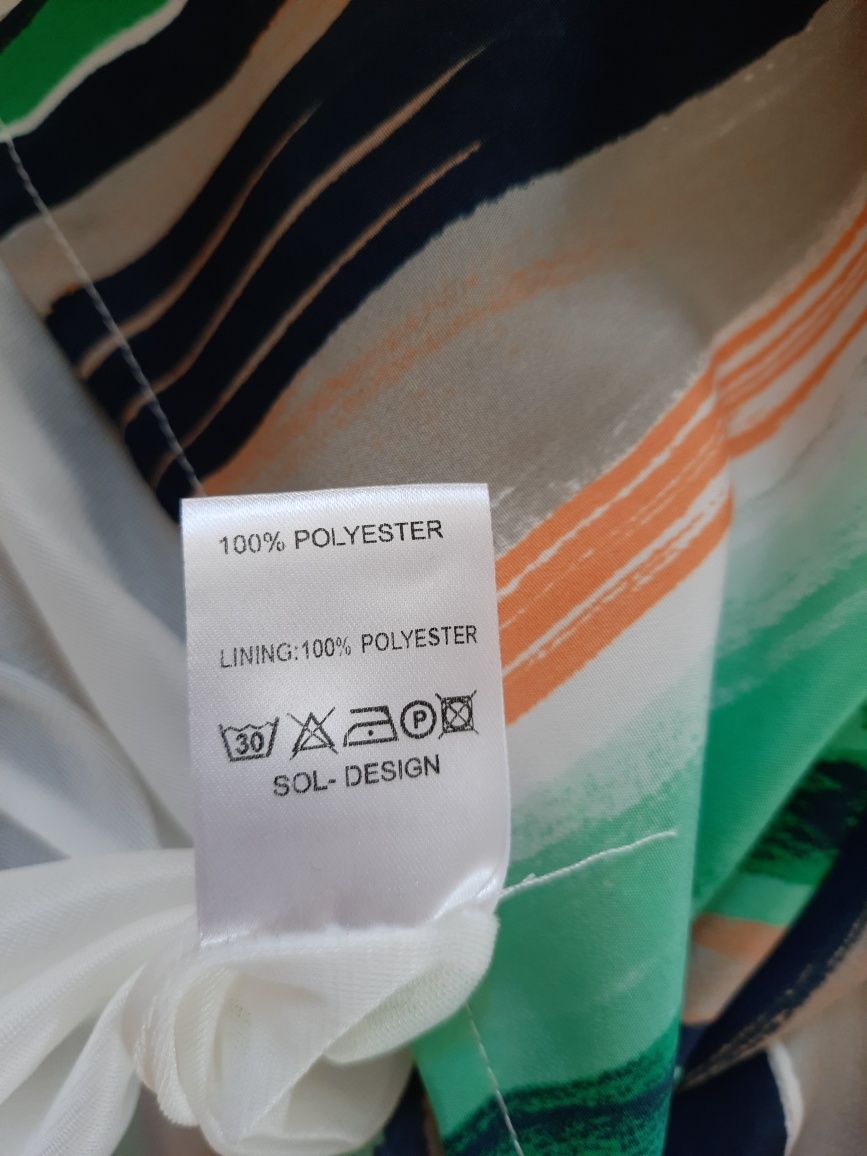 100% POLYESTER
LINING:100% POLYESTER
30 P
SOL- DESIGN